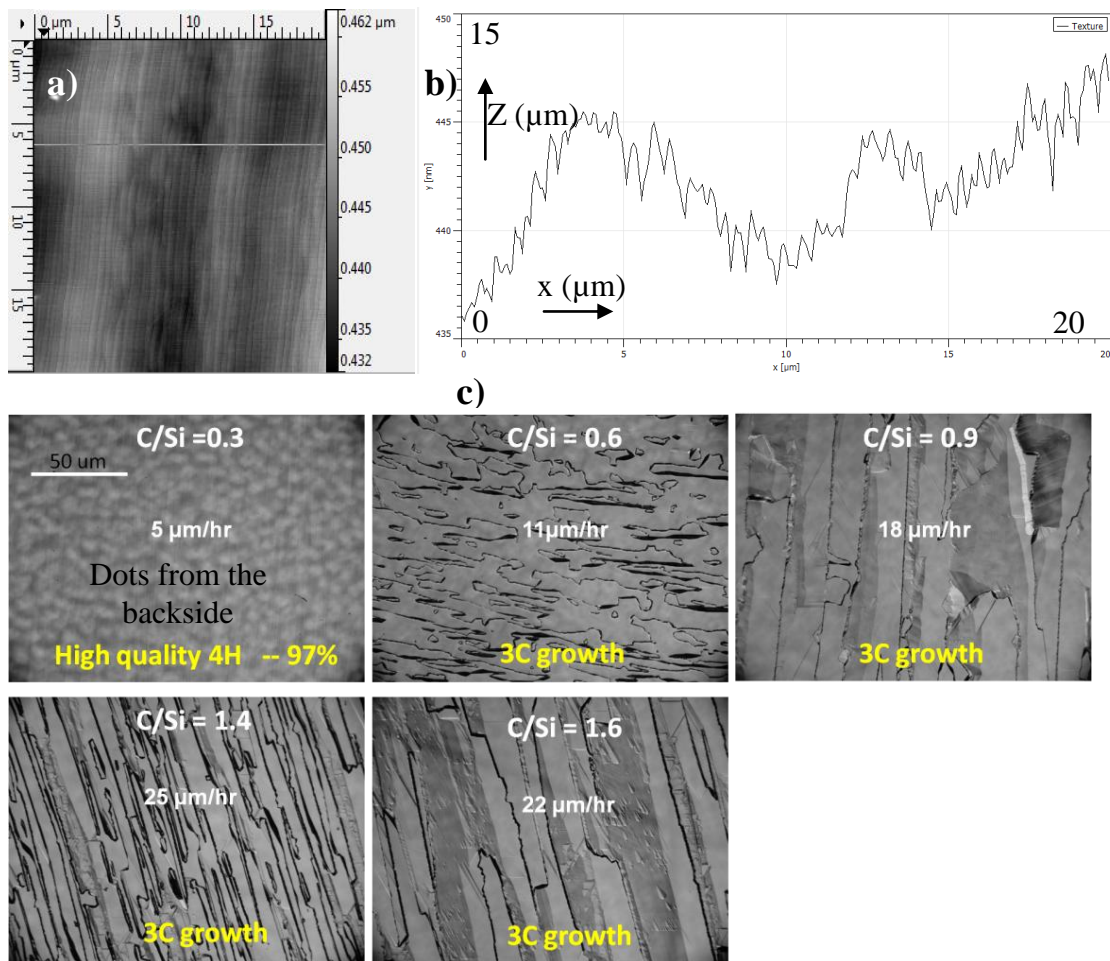 a)
0 µm 5 10 15
0 µm
5
10
15
0.462 µm
0.450
0.440
0.435
0.432
b)
450
445
440
435
y [nm]
15
Z (µm)
x (µm)
0
20
0 5 10 15 20
x [µm]
Texture
c)
C/Si =0.3
50 um
5 µm/hr
Dots from the
backside
High quality 4H -- 97%
C/Si = 0.6
11µm/hr
3C growth
C/Si = 0.9
18 µm/hr
3C growth
C/Si = 1.4
25 µm/hr
3C growth
C/Si = 1.6
22 µm/hr
3C growth